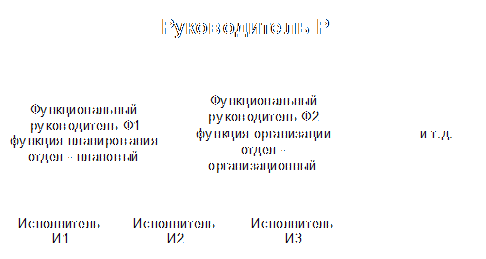 Руководитель Р
Функциональный
руководитель Ф1
функция планирования
отдел - плановый
Функциональный
руководитель Ф2
функция организации
отдел -
организационный
и т.д.
Исполнитель
И1
Исполнитель
И2
Исполнитель
И3